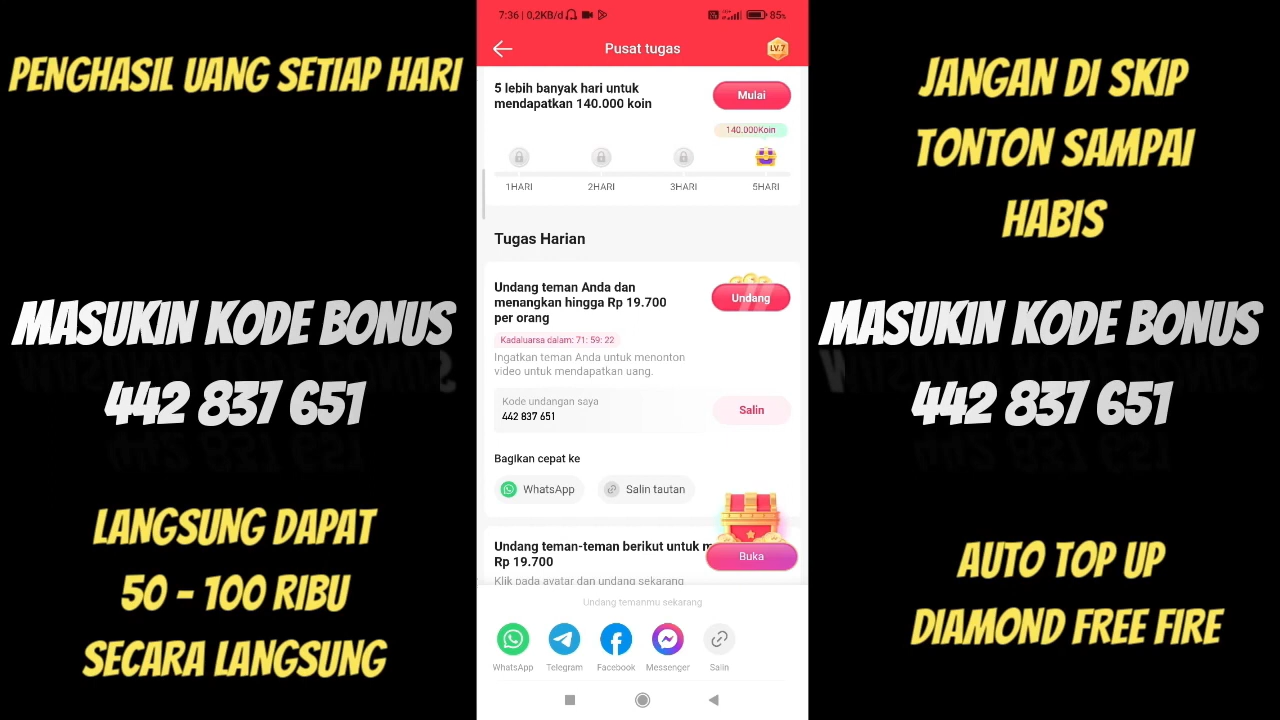 PENGHASIL UANG SETIAP HARI
MASUKIN KODE BONUS
442 837 651
LANGSUNG DAPAT
50 - 100 RIBU
SECARA LANGSUNG
7:36 | 0,2KB/d
85%
Pusat tugas
LV.7
5 lebih banyak hari untuk
mendapatkan 140.000 koin
Mulai
140.000Koin
1HARI
2HARI
3HARI
5HARI
Tugas Harian
Undang teman Anda dan
menangkan hingga Rp 19.700
per orang
Undang
Kadaluarsa dalam: 71: 59: 22
Ingatkan teman Anda untuk menonton
video untuk mendapatkan uang.
Kode undangan saya
442 837 651
Salin
Bagikan cepat ke
WhatsApp
Salin tautan
Undang teman-teman berikut untuk m
Rp 19.700
Buka
Klik pada avatar dan undang sekarang
Undang temanmu sekarang
WhatsApp
Telegram
Facebook
Messenger
Salin
JANGAN DI SKIP
TONTON SAMPAI
HABIS
MASUKIN KODE BONUS
442 837 651
AUTO TOP UP
DIAMOND FREE FIRE